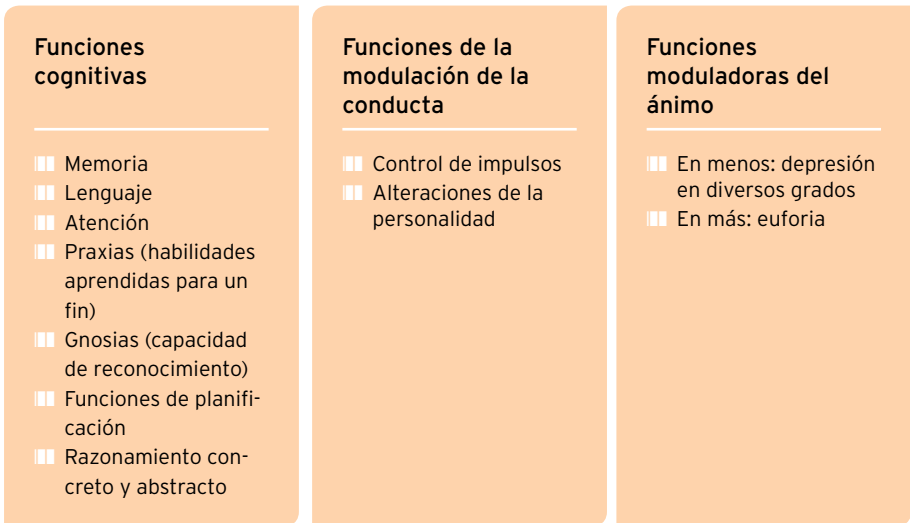 Funciones
cognitivas
Memoria
Lenguaje
Atención
Praxias (habilidades
aprendidas para un
fin)
Gnosias (capacidad
de reconocimiento)
Funciones de planifi-
cación
Razonamiento con-
creto y abstracto
Funciones de la
modulación de la
conducta
Control de impulsos
Alteraciones de la
personalidad
Funciones
moduladoras del
ánimo
En menos: depresión
en diversos grados
En más: euforia